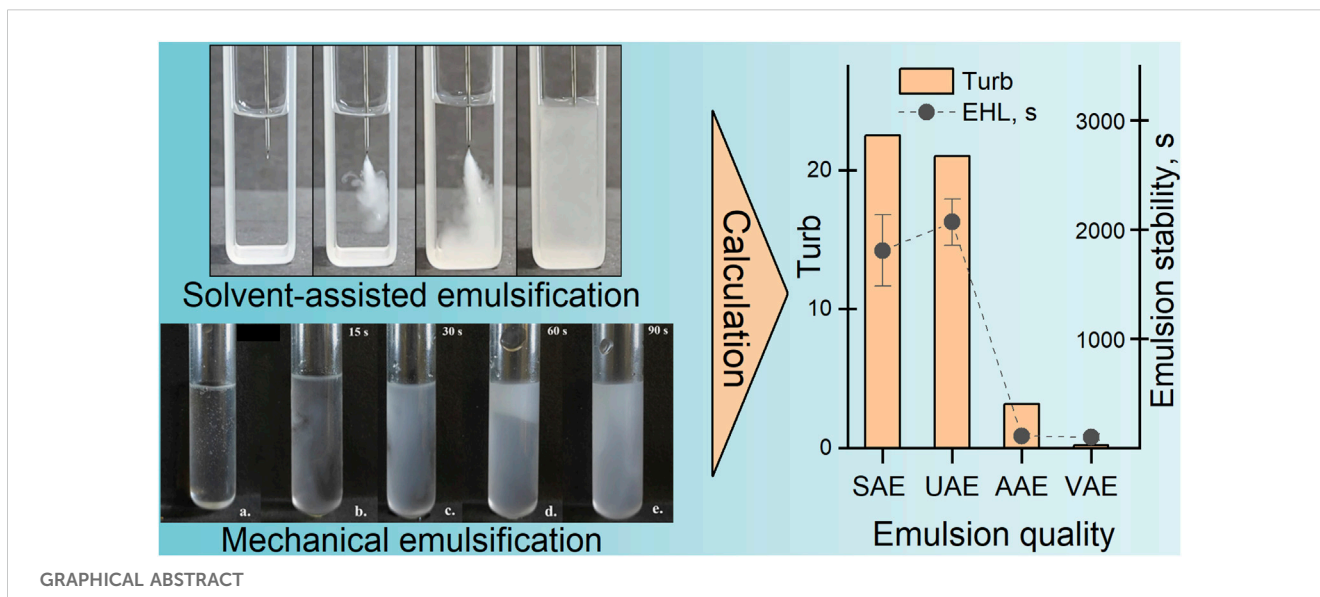 Solvent-assisted emulsification
15 s
30 s
60 s
90 s
a.
b.
c.
d.
e.
Mechanical emulsification
Calculation
Turb
EHL, s
Turb
20
10
0
3000
2000
1000
Emulsion stability, s
SAE UAE AAE VAE
Emulsion quality
GRAPHICAL ABSTRACT